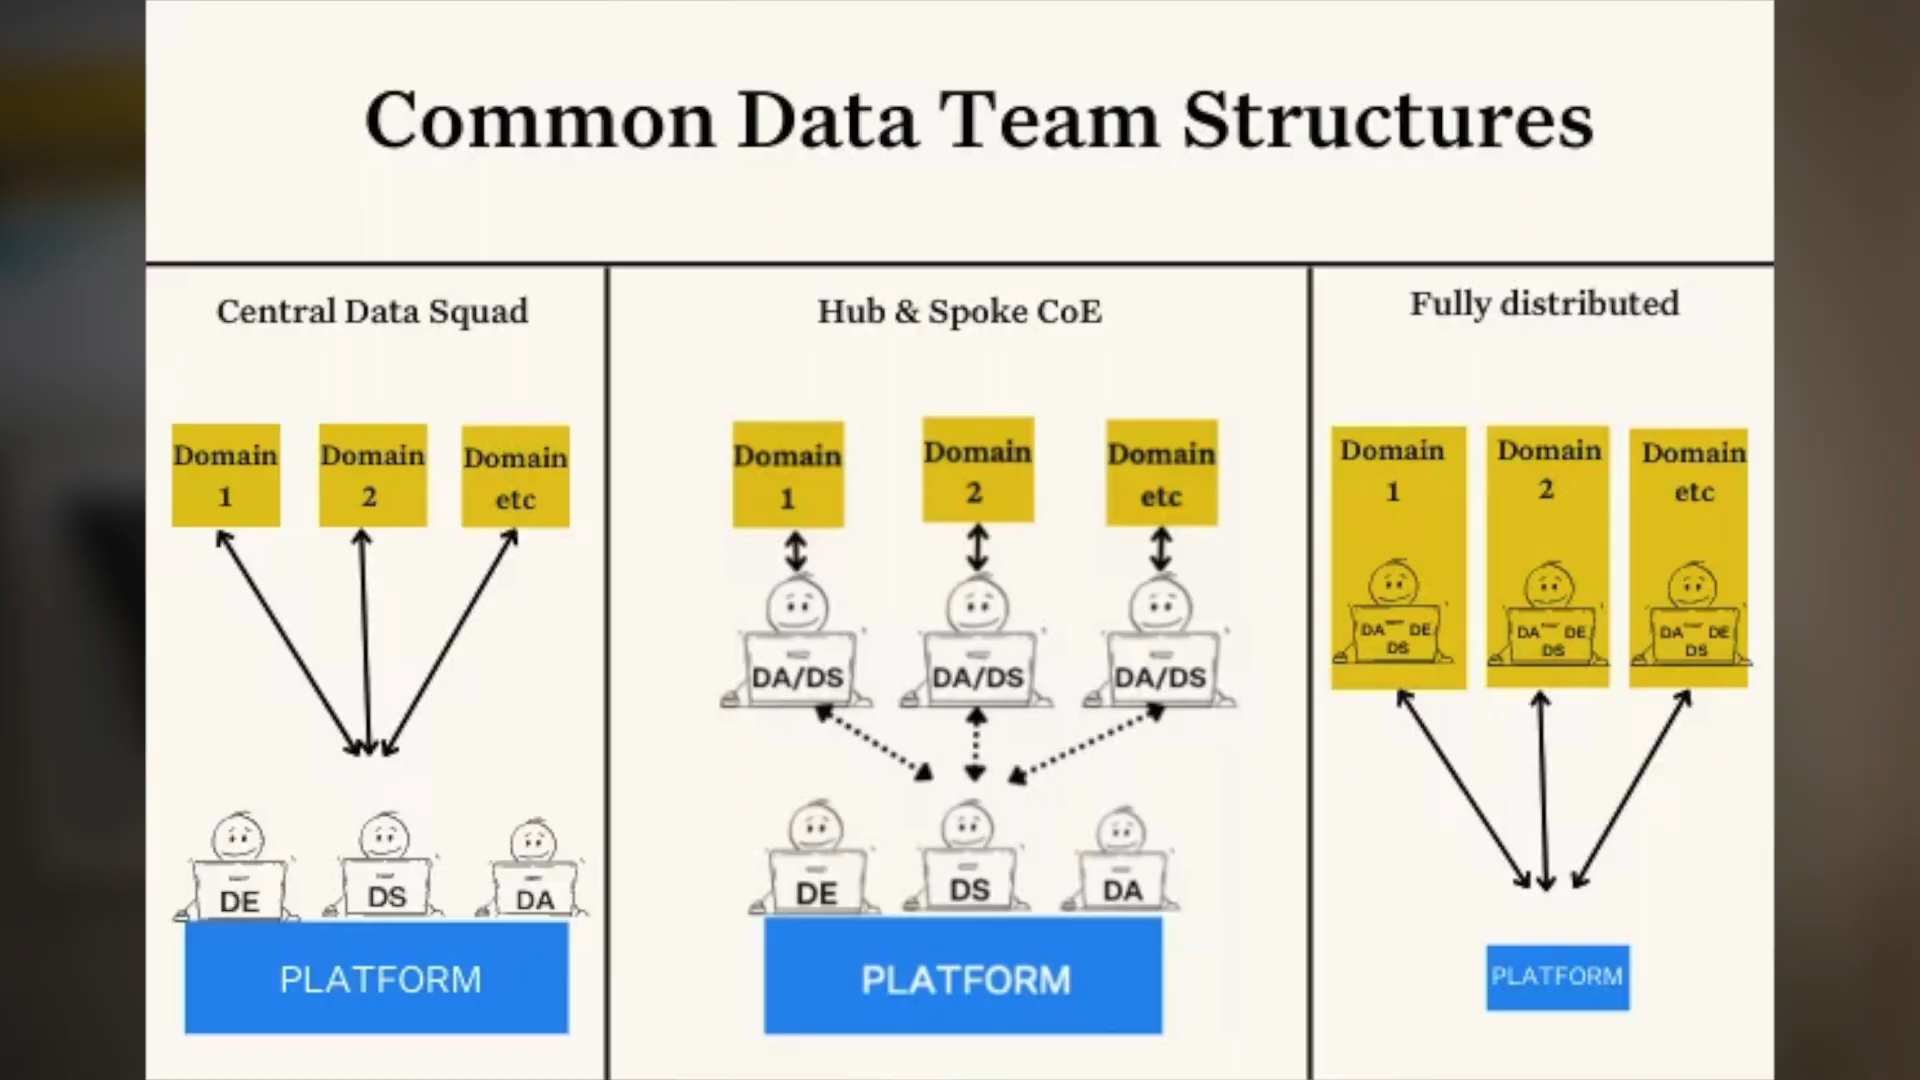 Common Data Team Structures
Central Data Squad
Domain
1
Domain
2
Domain
etc
DE
DS
DA
PLATFORM
Hub & Spoke CoE
Domain
1
Domain
2
Domain
etc
DA/DS
DA/DS
DA/DS
DE
DS
DA
PLATFORM
Fully distributed
Domain
1
Domain
2
Domain
etc
DA DE
DS
DA DE
DS
DA DE
DS
PLATFORM